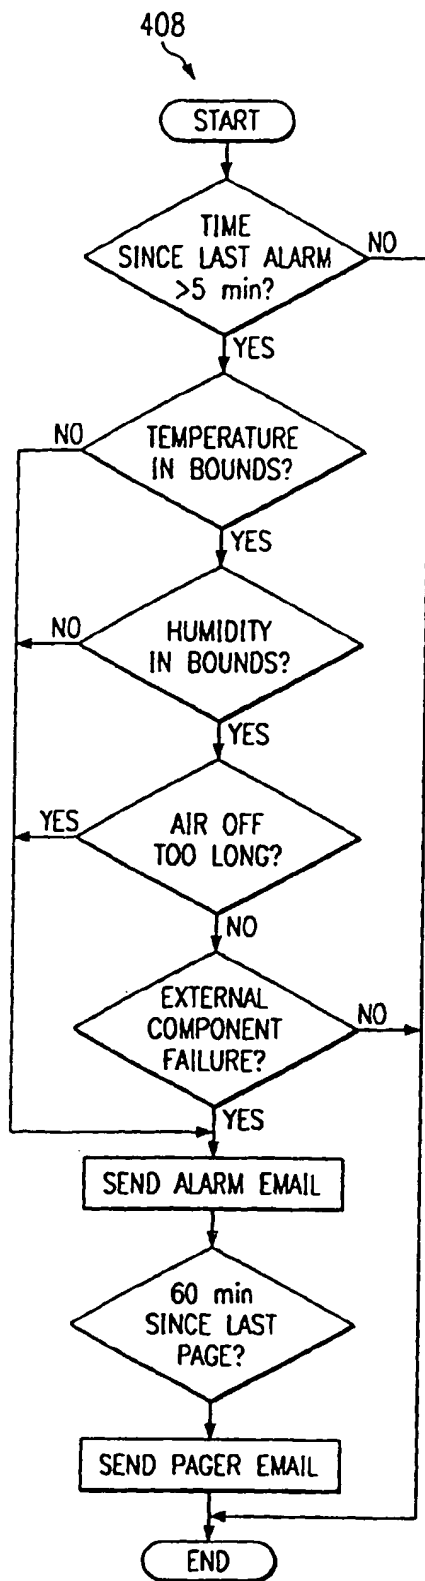 408
START
TIME
SINCE LAST ALARM
>5 min?
NO
YES
NO
TEMPERATURE
IN BOUNDS?
YES
NO
HUMIDITY
IN BOUNDS?
YES
YES
AIR OFF
TOO LONG?
NO
EXTERNAL
COMPONENT
FAILURE?
NO
YES
SEND ALARM EMAIL
60 min
SINCE LAST
PAGE?
SEND PAGER EMAIL
END